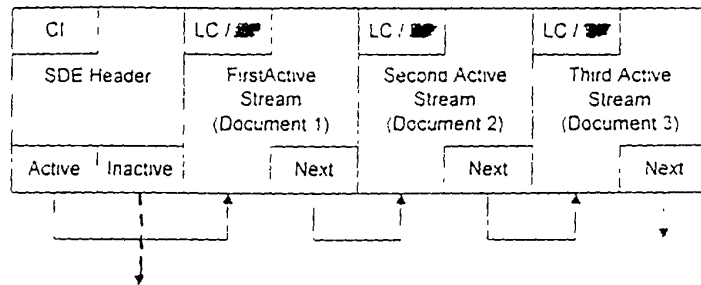 CI
LC /
LC /
LC /
SDE Header
FirstActive
Stream
(Document 1)
Second Active
Stream
(Document 2)
Third Active
Stream
(Document 3)
Active
Inactive
Next
Next
Next